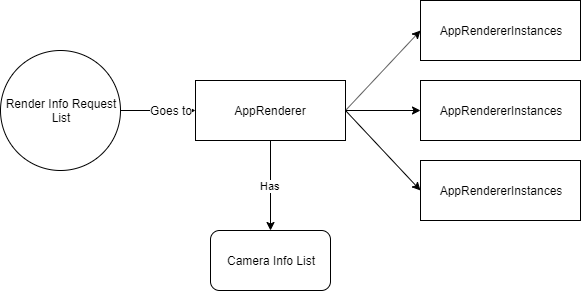 AppRendererInstances
Render Info Request
List
Goes to
AppRenderer
AppRendererInstances
AppRendererInstances
Has
Camera Info List